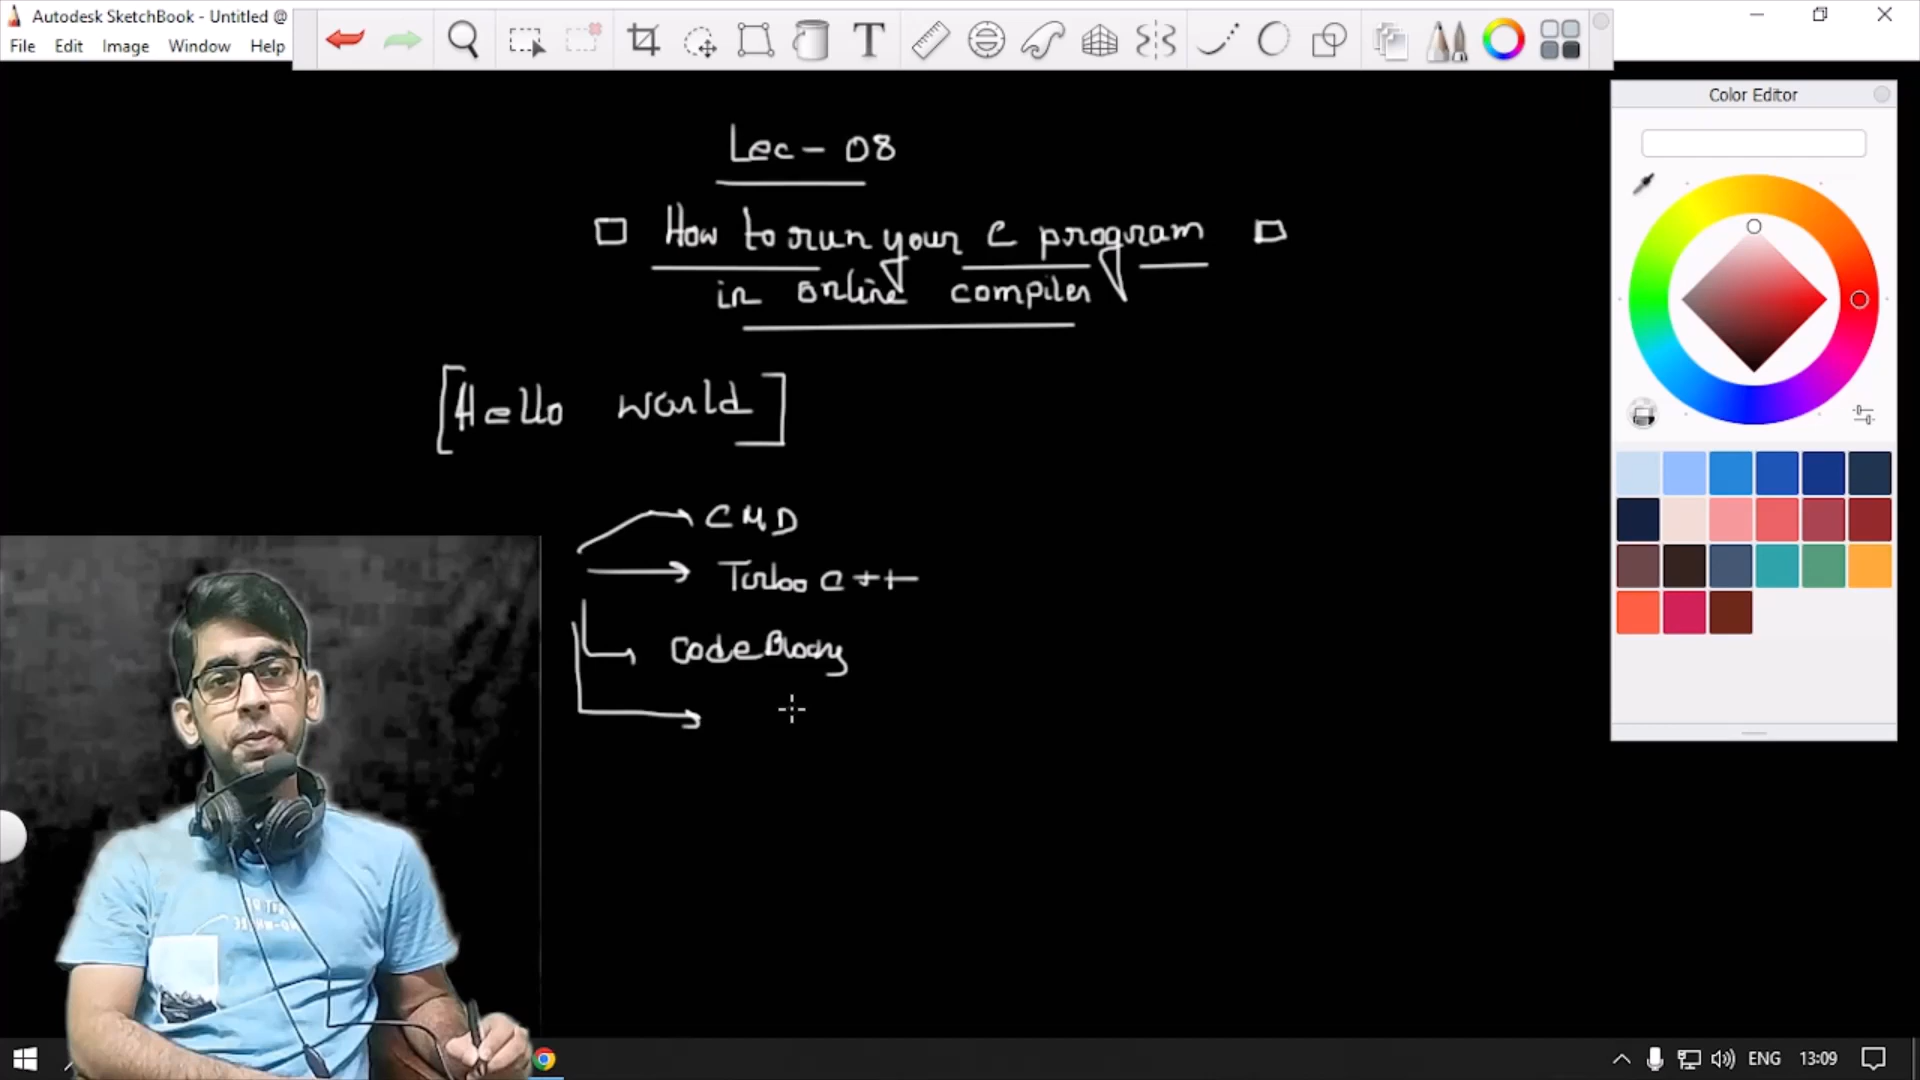 Autodesk SketchBook - Untitled @
File Edit Image Window Help
T
Color Editor
Lec - 08
How to run your C program
in online compiler
[Hello world]
CMD
Turbo C++
CodeBlocks
ENG 13:09